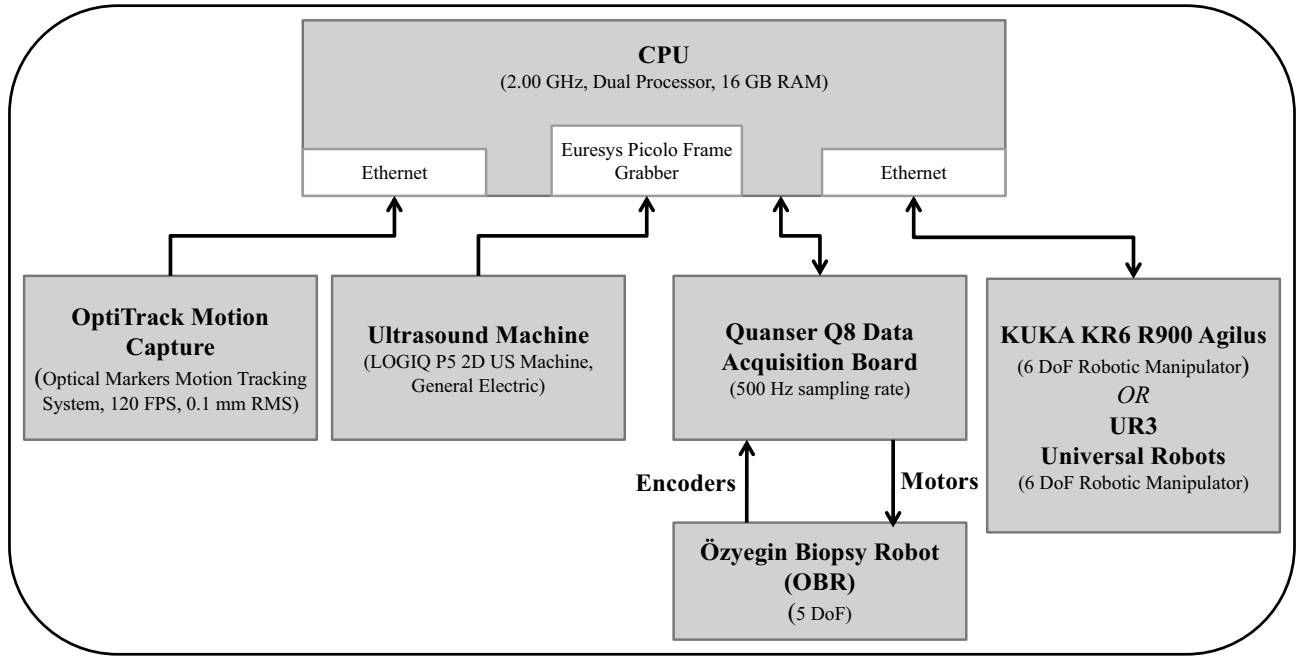 CPU
(2.00 GHz, Dual Processor, 16 GB RAM)
Ethernet
Euresys Picolo Frame
Grabber
Ethernet
OptiTrack Motion
Capture
(Optical Markers Motion Tracking
System, 120 FPS, 0.1 mm RMS)
Ultrasound Machine
(LOGIQ P5 2D US Machine,
General Electric)
Quanser Q8 Data
Acquisition Board
(500 Hz sampling rate)
KUKA KR6 R900 Agilus
(6 DoF Robotic Manipulator)
OR
UR3
Universal Robots
(6 DoF Robotic Manipulator)
Encoders
Motors
Özyegin Biopsy Robot
(OBR)
(5 DoF)